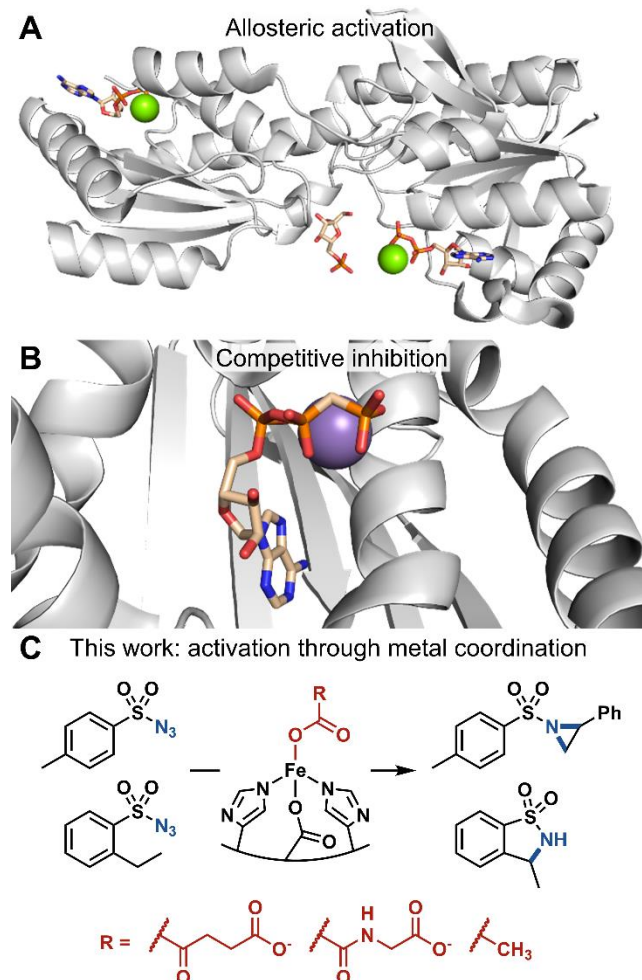 A
Allosteric activation
B
Competitive inhibition
C This work: activation through metal coordination
O O
S
N3
O O
S
N3
R
O O
Fe
N N
O
N N
O
O O
S
N
Ph
O O
S
NH
R =
O
O
O-
O
H
N
O
O
O-
CH3